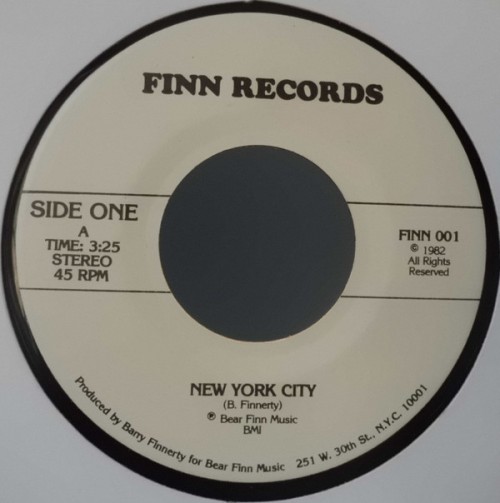 FINN RECORDS
SIDE ONE
A
TIME: 3:25
STEREO
45 RPM
FINN 001
© 1982
All Rights
Reserved
NEW YORK CITY
(B. Finnerty)
℗ Bear Finn Music
BMI
Produced by Barry Finnerty for Bear Finn Music 251 W. 30th St., N.Y.C. 10001